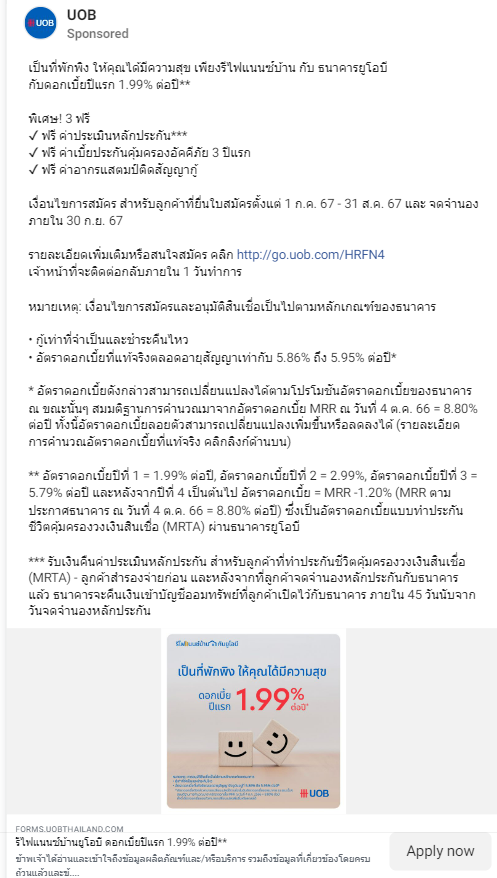 UOB
UOB
Sponsored
เป็นที่พักพิง ให้คุณได้มีความสุข เพียงรีไฟแนนซ์บ้าน กับ ธนาคารยูโอบี
กับดอกเบี้ยปีแรก 1.99% ต่อปี**
พิเศษ! 3 ฟรี
✓ ฟรี ค่าประเมินหลักประกัน***
✓ ฟรี ค่าเบี้ยประกันคุ้มครองอัคคีภัย 3 ปีแรก
✓ ฟรี ค่าอากรแสตมป์ติดสัญญากู้
เงื่อนไขการสมัคร สำหรับลูกค้าที่ยื่นใบสมัครตั้งแต่ 1 ก.ค. 67 - 31 ส.ค. 67 และ จดจำนอง
ภายใน 30 ก.ย. 67
รายละเอียดเพิ่มเติมหรือสนใจสมัคร คลิก http://go.uob.com/HRFN4
เจ้าหน้าที่จะติดต่อกลับภายใน 1 วันทำการ
หมายเหตุ: เงื่อนไขการสมัครและอนุมัติสินเชื่อเป็นไปตามหลักเกณฑ์ของธนาคาร
• กู้เท่าที่จำเป็นและชำระคืนไหว
• อัตราดอกเบี้ยที่แท้จริงตลอดอายุสัญญาเท่ากับ 5.86% ถึง 5.95% ต่อปี*
* อัตราดอกเบี้ยดังกล่าวสามารถเปลี่ยนแปลงได้ตามโปรโมชันอัตราดอกเบี้ยของธนาคาร
ณ ขณะนั้นๆ สมมติฐานการคำนวณมาจากอัตราดอกเบี้ย MRR ณ วันที่ 4 ต.ค. 66 = 8.80%
ต่อปี ทั้งนี้อัตราดอกเบี้ยลอยตัวสามารถเปลี่ยนแปลงเพิ่มขึ้นหรือลดลงได้ (รายละเอียด
การคำนวณอัตราดอกเบี้ยที่แท้จริง คลิกลิงก์ด้านบน)
** อัตราดอกเบี้ยปีที่ 1 = 1.99% ต่อปี, อัตราดอกเบี้ยปีที่ 2 = 2.99%, อัตราดอกเบี้ยปีที่ 3 =
5.79% ต่อปี และหลังจากปีที่ 4 เป็นต้นไป อัตราดอกเบี้ย = MRR -1.20% (MRR ตาม
ประกาศธนาคาร ณ วันที่ 4 ต.ค. 66 = 8.80% ต่อปี) ซึ่งเป็นอัตราดอกเบี้ยแบบทำประกัน
ชีวิตคุ้มครองวงเงินสินเชื่อ (MRTA) ผ่านธนาคารยูโอบี
*** รับเงินคืนค่าประเมินหลักประกัน สำหรับลูกค้าที่ทำประกันชีวิตคุ้มครองวงเงินสินเชื่อ
(MRTA) - ลูกค้าสำรองจ่ายก่อน และหลังจากที่ลูกค้าจดจำนองหลักประกันกับธนาคาร
แล้ว ธนาคารจะคืนเงินเข้าบัญชีออมทรัพย์ที่ลูกค้าเปิดไว้กับธนาคาร ภายใน 45 วันนับจาก
วันจดจำนองหลักประกัน
รีไฟแนนซ์บ้านกับยูโอบี
เป็นที่พักพิง ให้คุณได้มีความสุข
ดอกเบี้ย
ปีแรก 1.99% ต่อปี*
UOB
FORMS.UOBTHAILAND.COM
รีไฟแนนซ์บ้านยูโอบี ดอกเบี้ยปีแรก 1.99% ต่อปี**
ข้าพเจ้าได้อ่านและเข้าใจถึงข้อมูลผลิตภัณฑ์และ/หรือบริการ รวมถึงข้อมูลที่เกี่ยวข้องโดยครบ
ถ้วนแล้วและข้....
Apply now